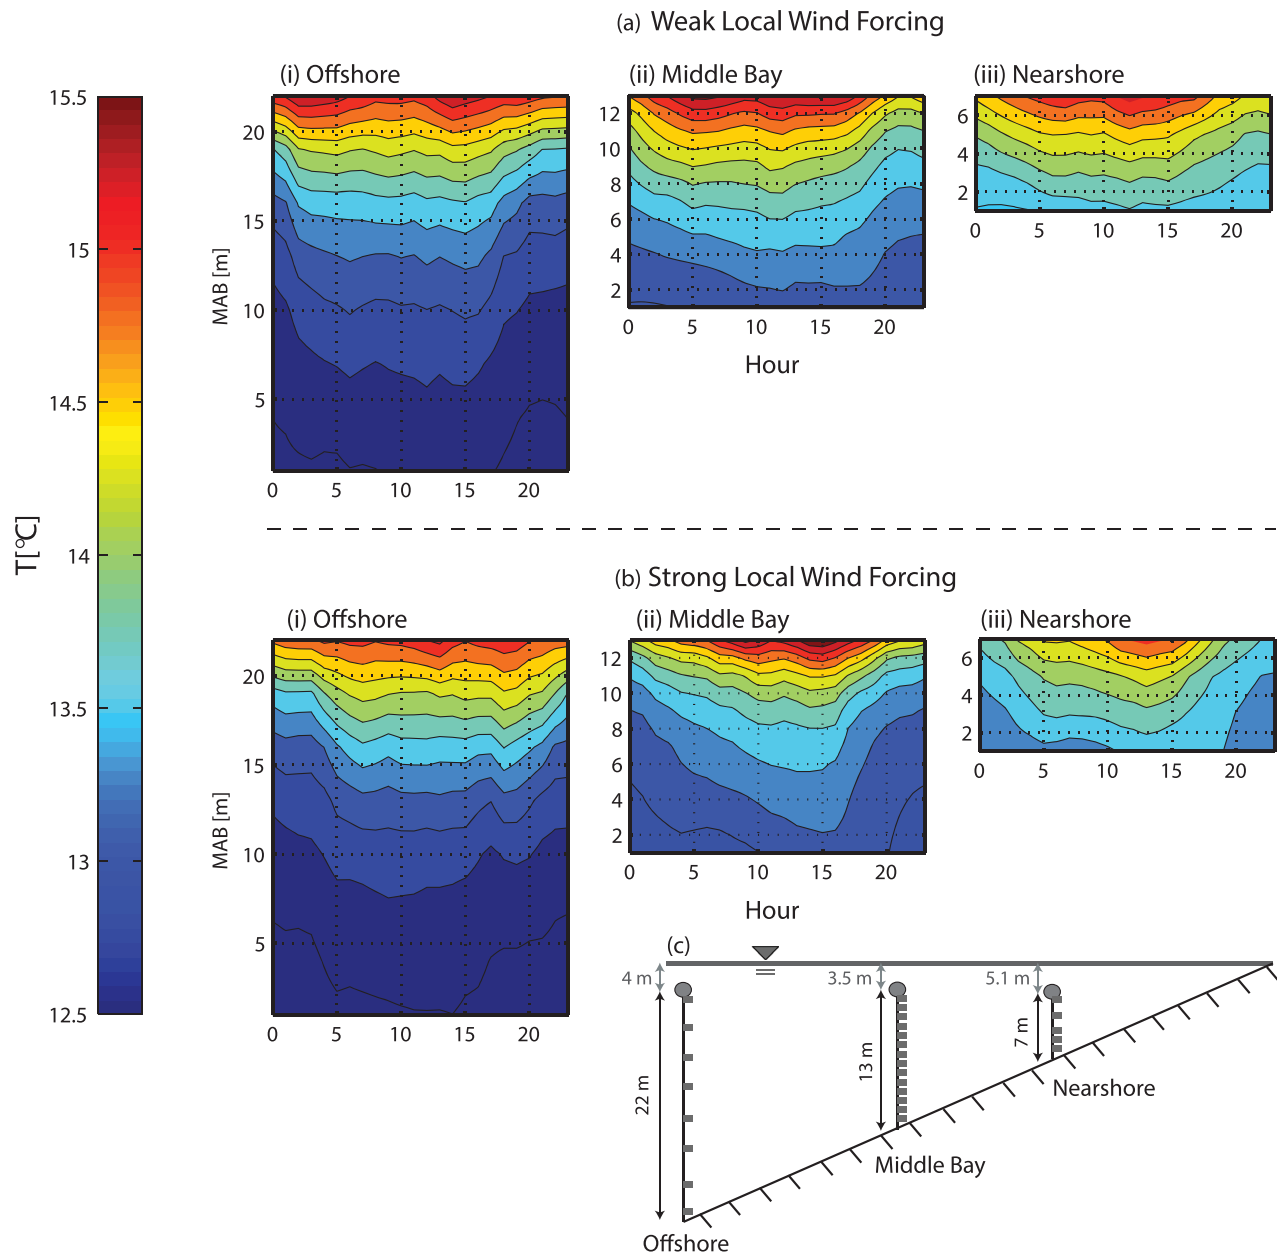 (a) Weak Local Wind Forcing
(i) Offshore
(ii) Middle Bay
(iii) Nearshore
15.5
15
14.5
14
13.5
13
12.5
T[°C]
20
15
10
5
MAB [m]
0 5 10 15 20
12
10
8
6
4
2
0 5 10 15 20
Hour
6
4
2
0 5 10 15 20
(b) Strong Local Wind Forcing
(i) Offshore
(ii) Middle Bay
(iii) Nearshore
20
15
10
5
MAB [m]
0 5 10 15 20
12
10
8
6
4
2
0 5 10 15 20
Hour
6
4
2
0 5 10 15 20
(c)
4 m
3.5 m
5.1 m
22 m
13 m
7 m
Nearshore
Middle Bay
Offshore